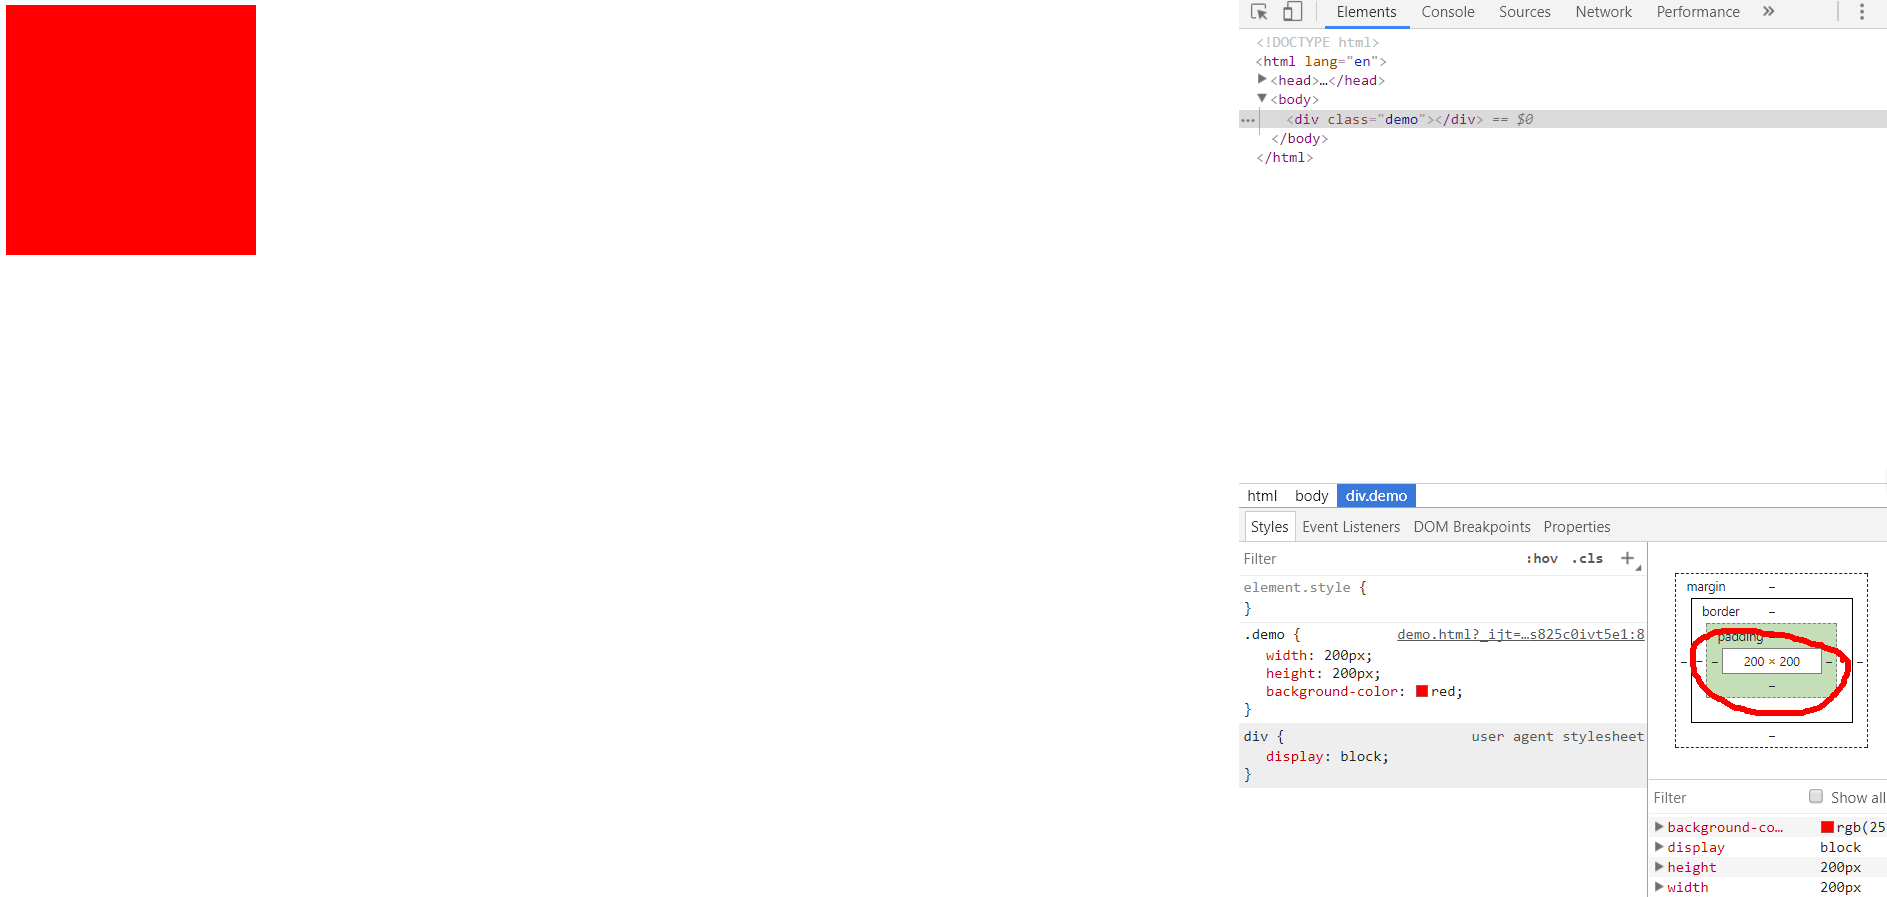 Elements Console Sources Network Performance »
<!DOCTYPE html>
<html lang="en">
<head>…</head>
<body>
<div class="demo"></div> == $0
</body>
</html>
html body div.demo
Styles Event Listeners DOM Breakpoints Properties
Filter :hov .cls +
element.style {
}
.demo { demo.html?_ijt=…s825c0ivt5e1:8
width: 200px;
height: 200px;
background-color: red;
}
div { user agent stylesheet
display: block;
}
margin –
border –
padding
– – – 200 × 200 – –
–
–
Filter Show all
background-co… rgb(25
display block
height 200px
width 200px